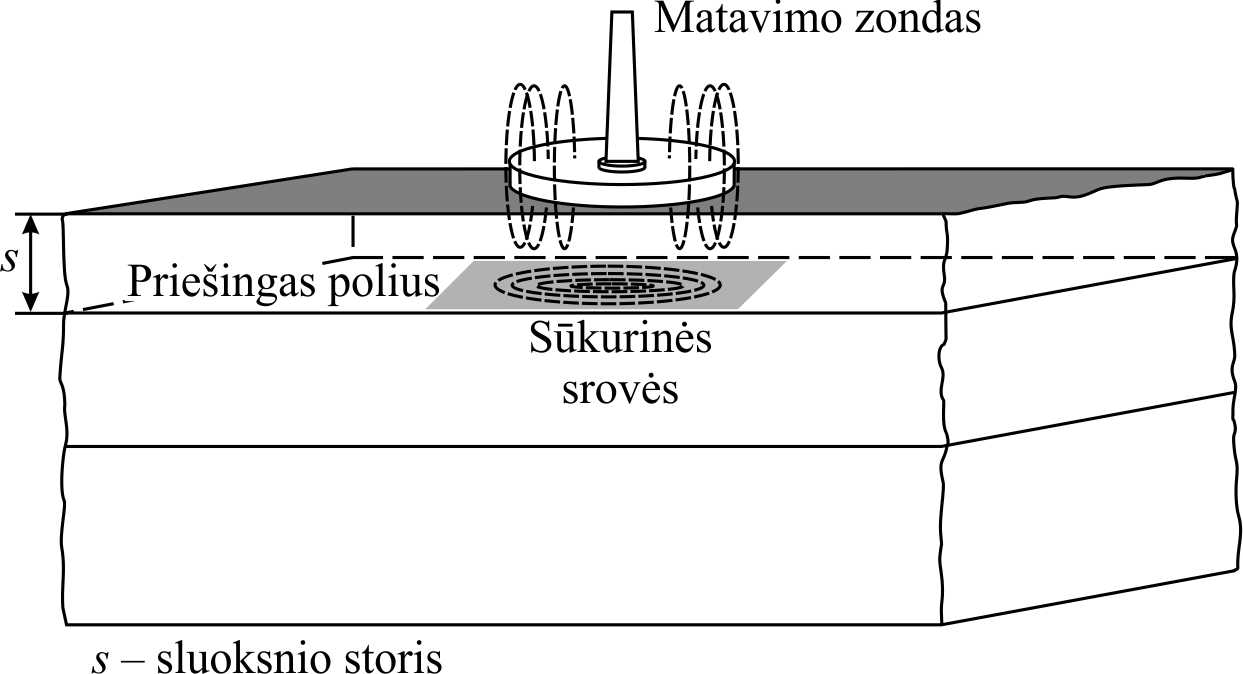 Matavimo zondas
s
Priešingas polius
Sūkurinės
srovės
s – sluoksnio storis